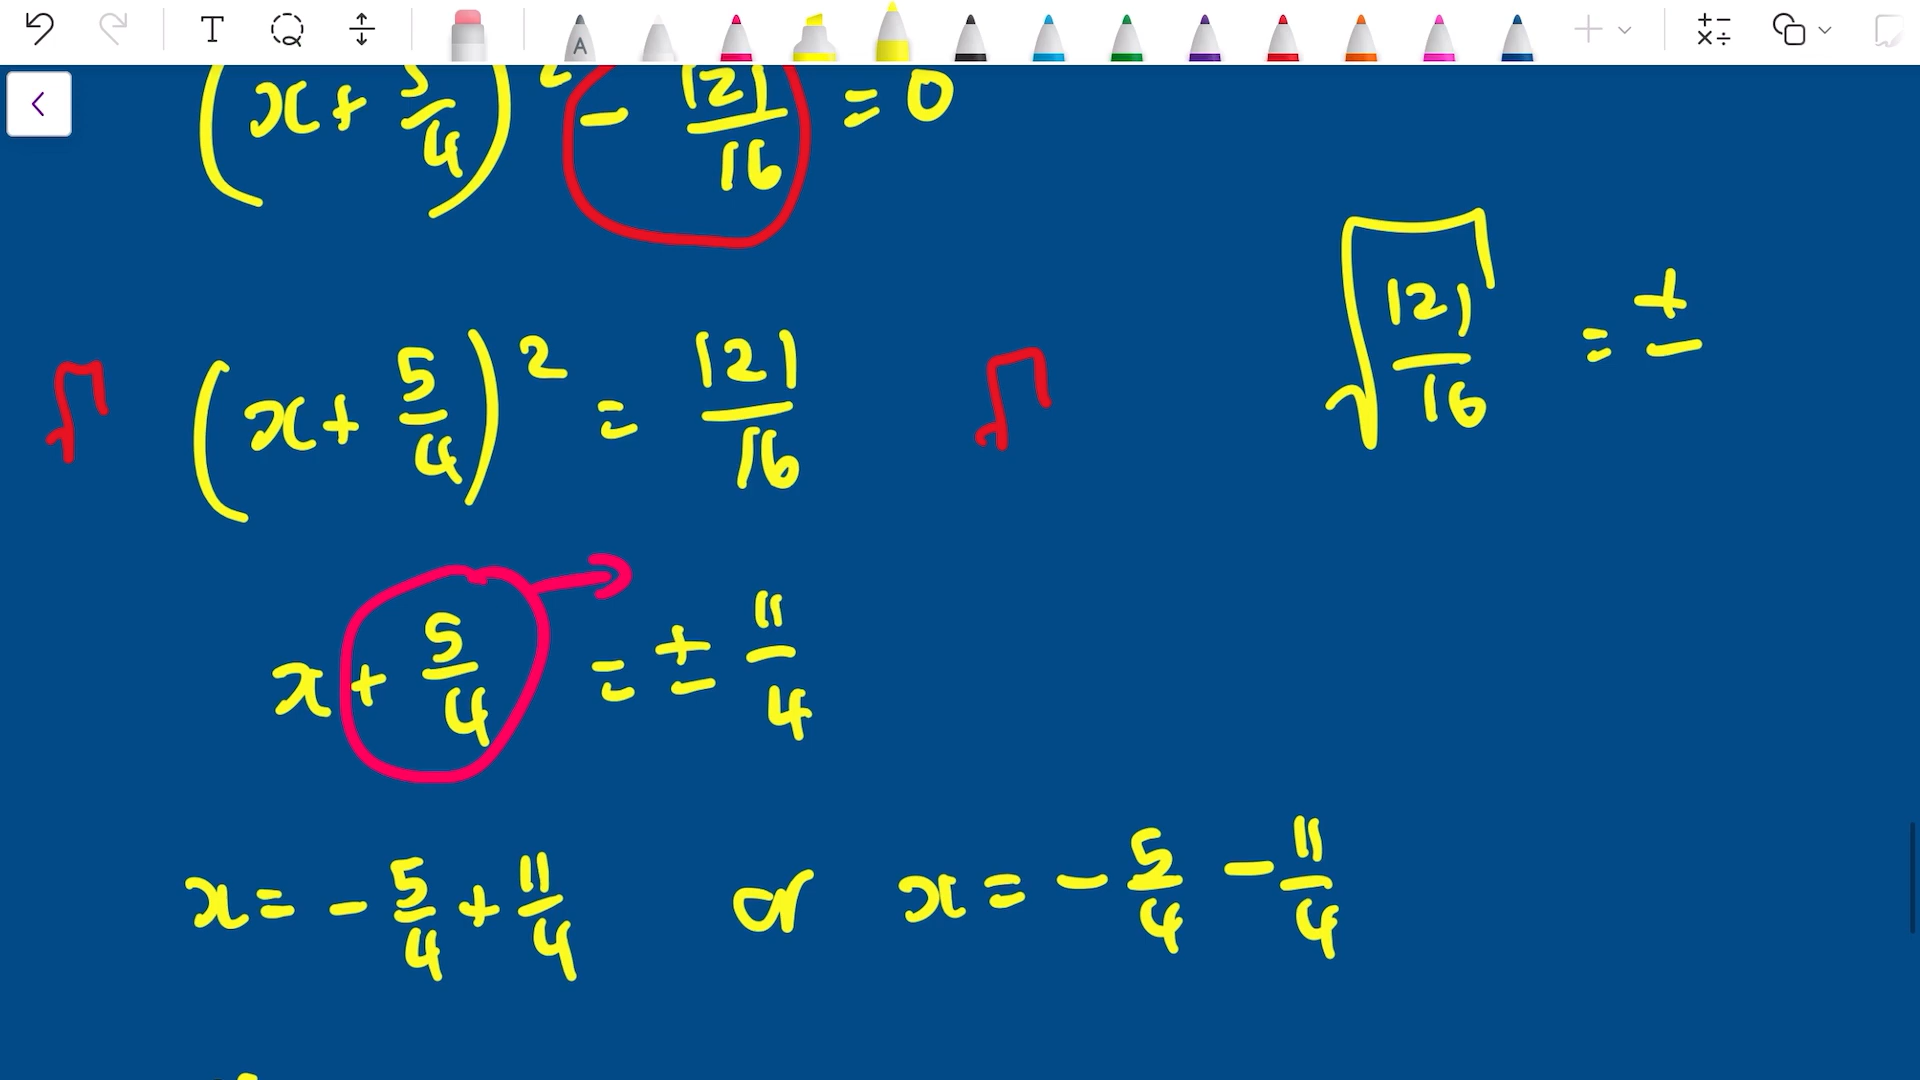 T
A
(x + 5/4)² - 121/16 = 0
√121/16 = ±
√ (x + 5/4)² = 121/16 √
x + 5/4 = ± 11/4
x = - 5/4 + 11/4 or x = - 5/4 - 11/4